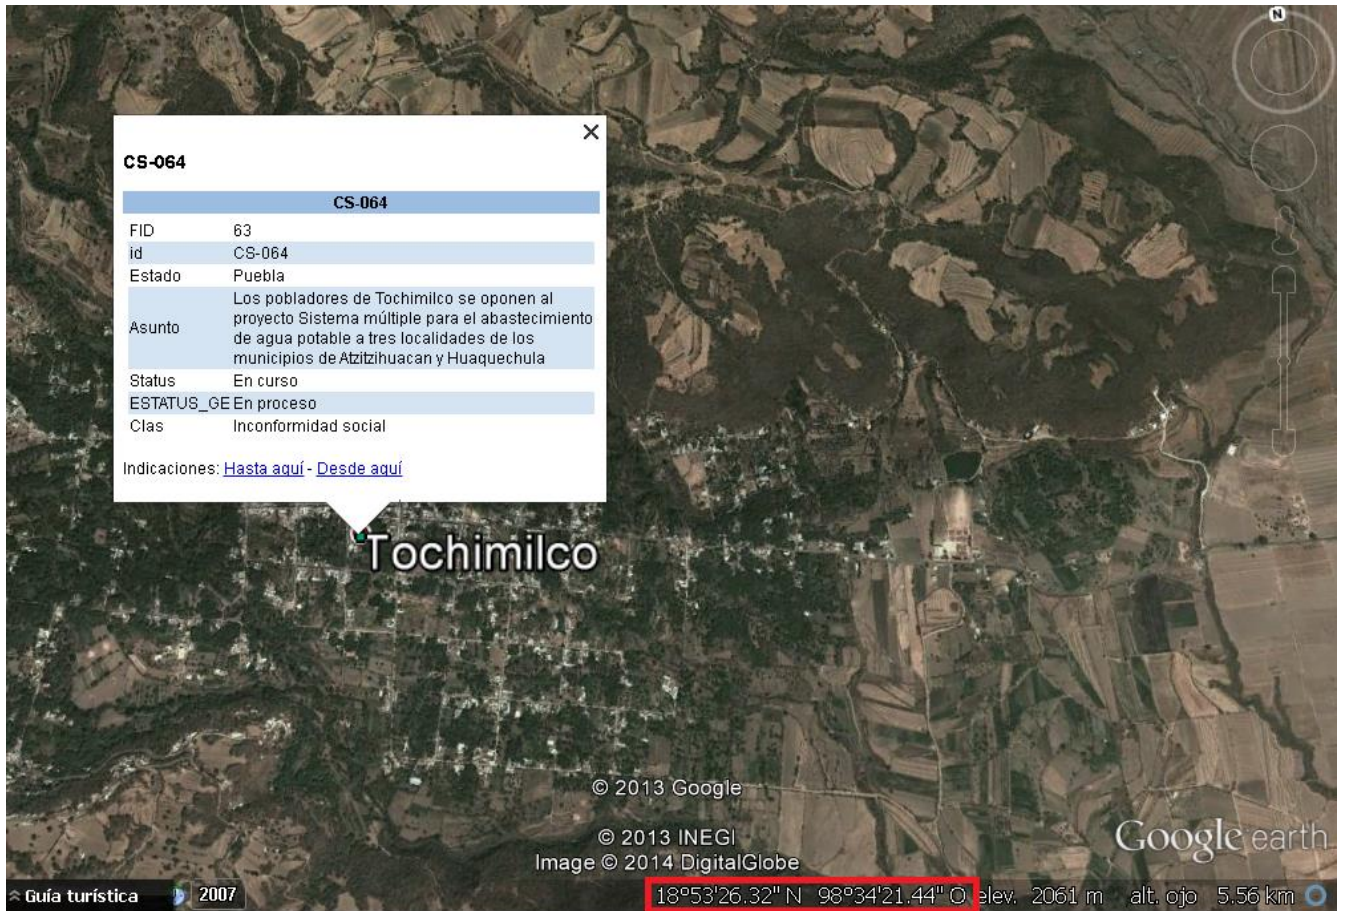 N
CS-064
CS-064
FID 63
id CS-064
Estado Puebla
Asunto Los pobladores de Tochimilco se oponen al
proyecto Sistema múltiple para el abastecimiento
de agua potable a tres localidades de los
municipios de Atzitzihuacan y Huaquechula
Status En curso
ESTATUS_GE En proceso
Clas Inconformidad social
Indicaciones: Hasta aquí - Desde aquí
Tochimilco
© 2013 Google
© 2013 INEGI
Image © 2014 DigitalGlobe
Google earth
Guía turística 2007 18°53'26.32" N 98°34'21.44" O elev. 2061 m alt. ojo 5.56 km